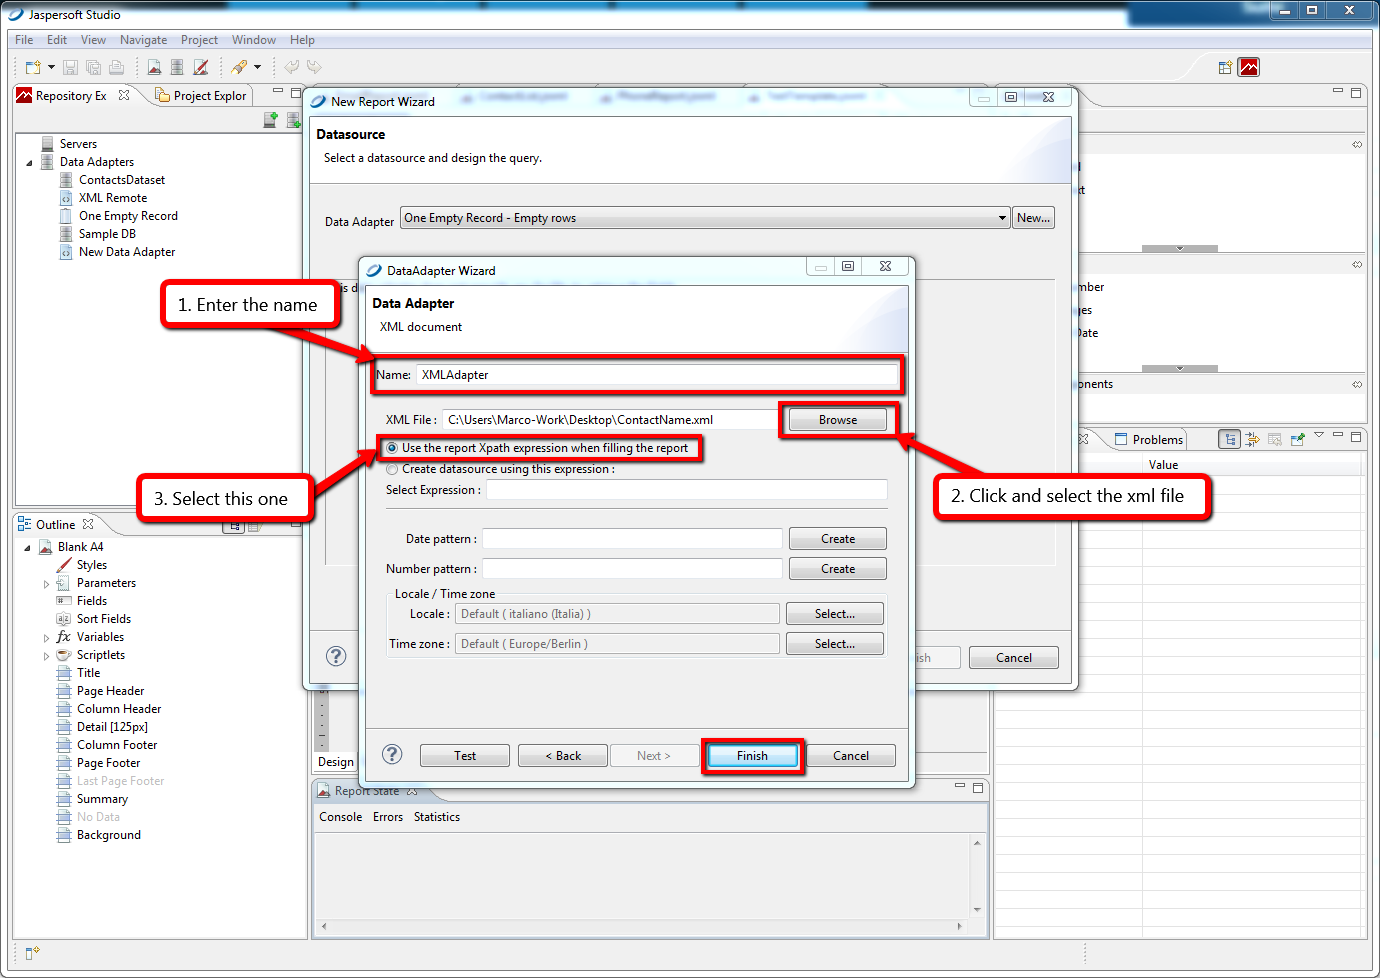 Jaspersoft Studio
File Edit View Navigate Project Window Help
Repository Ex
Project Explor
New Report Wizard
Datasource
Select a datasource and design the query.
Servers
Data Adapters
ContactsDataset
XML Remote
One Empty Record
Sample DB
New Data Adapter
Data Adapter One Empty Record - Empty rows New...
DataAdapter Wizard
Data Adapter
XML document
1. Enter the name
Name: XMLAdapter
XML File : C:\Users\Marco-Work\Desktop\ContactName.xml Browse
Use the report Xpath expression when filling the report
Create datasource using this expression :
Select Expression :
3. Select this one
2. Click and select the xml file
Problems
Value
Date pattern : Create
Number pattern : Create
Locale / Time zone
Locale : Default ( italiano (Italia) ) Select...
Time zone : Default ( Europe/Berlin ) Select...
Cancel
Test < Back Next > Finish Cancel
Outline
Blank A4
Styles
Parameters
Fields
Sort Fields
Variables
Scriptlets
Title
Page Header
Column Header
Detail [125px]
Column Footer
Page Footer
Last Page Footer
Summary
No Data
Background
Design
Report State
Console Errors Statistics